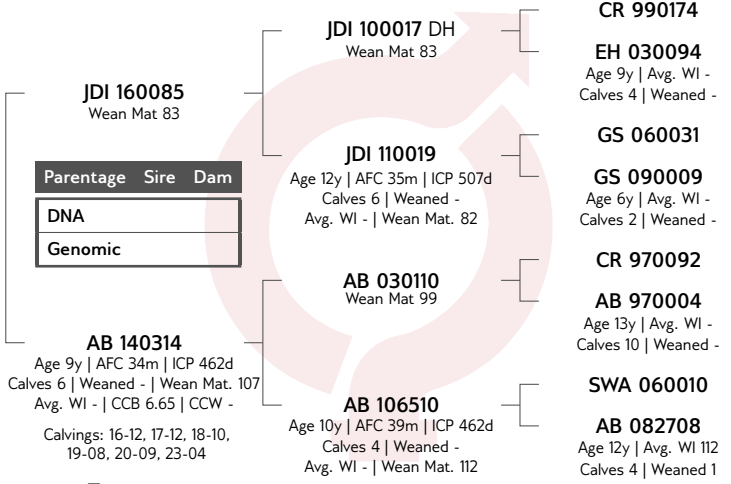 JDI 160085
Wean Mat 83
Parentage Sire Dam
DNA
Genomic
AB 140314
Age 9y | AFC 34m | ICP 462d
Calves 6 | Weaned - | Wean Mat. 107
Avg. WI - | CCB 6.65 | CCW -
Calvings: 16-12, 17-12, 18-10,
19-08, 20-09, 23-04
JDI 100017 DH
Wean Mat 83
JDI 110019
Age 12y | AFC 35m | ICP 507d
Calves 6 | Weaned -
Avg. WI - | Wean Mat. 82
AB 030110
Wean Mat 99
AB 106510
Age 10y | AFC 39m | ICP 462d
Calves 4 | Weaned -
Avg. WI - | Wean Mat. 112
CR 990174
EH 030094
Age 9y | Avg. WI -
Calves 4 | Weaned -
GS 060031
GS 090009
Age 6y | Avg. WI -
Calves 2 | Weaned -
CR 970092
AB 970004
Age 13y | Avg. WI -
Calves 10 | Weaned -
SWA 060010
AB 082708
Age 12y | Avg. WI 112
Calves 4 | Weaned 1